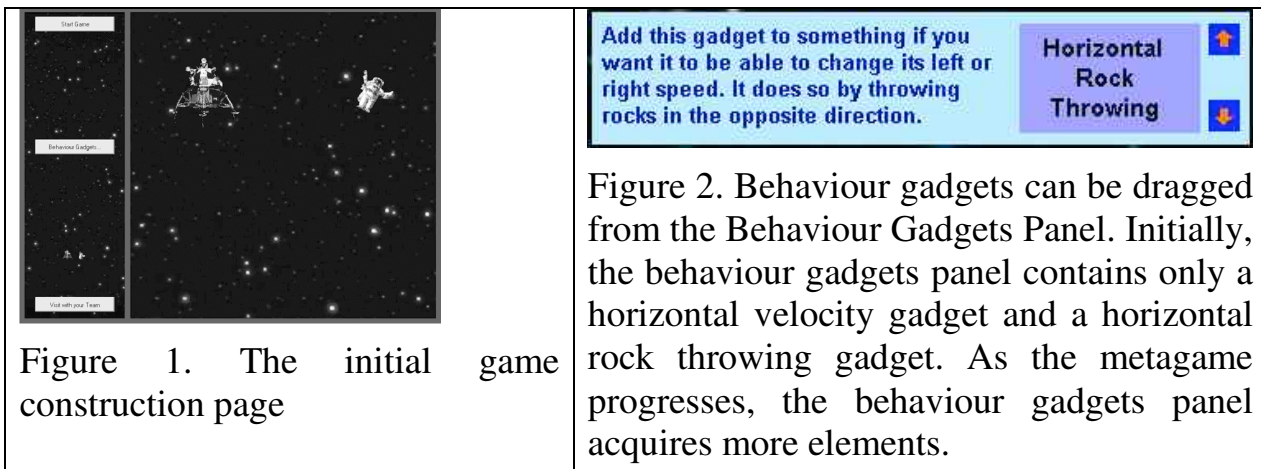 Start Game
Behaviour Gadgets...
Visit with your Team
Figure 1. The initial game
construction page
Add this gadget to something if you
want it to be able to change its left or
right speed. It does so by throwing
rocks in the opposite direction.
Horizontal
Rock
Throwing
Figure 2. Behaviour gadgets can be dragged
from the Behaviour Gadgets Panel. Initially,
the behaviour gadgets panel contains only a
horizontal velocity gadget and a horizontal
rock throwing gadget. As the metagame
progresses, the behaviour gadgets panel
acquires more elements.